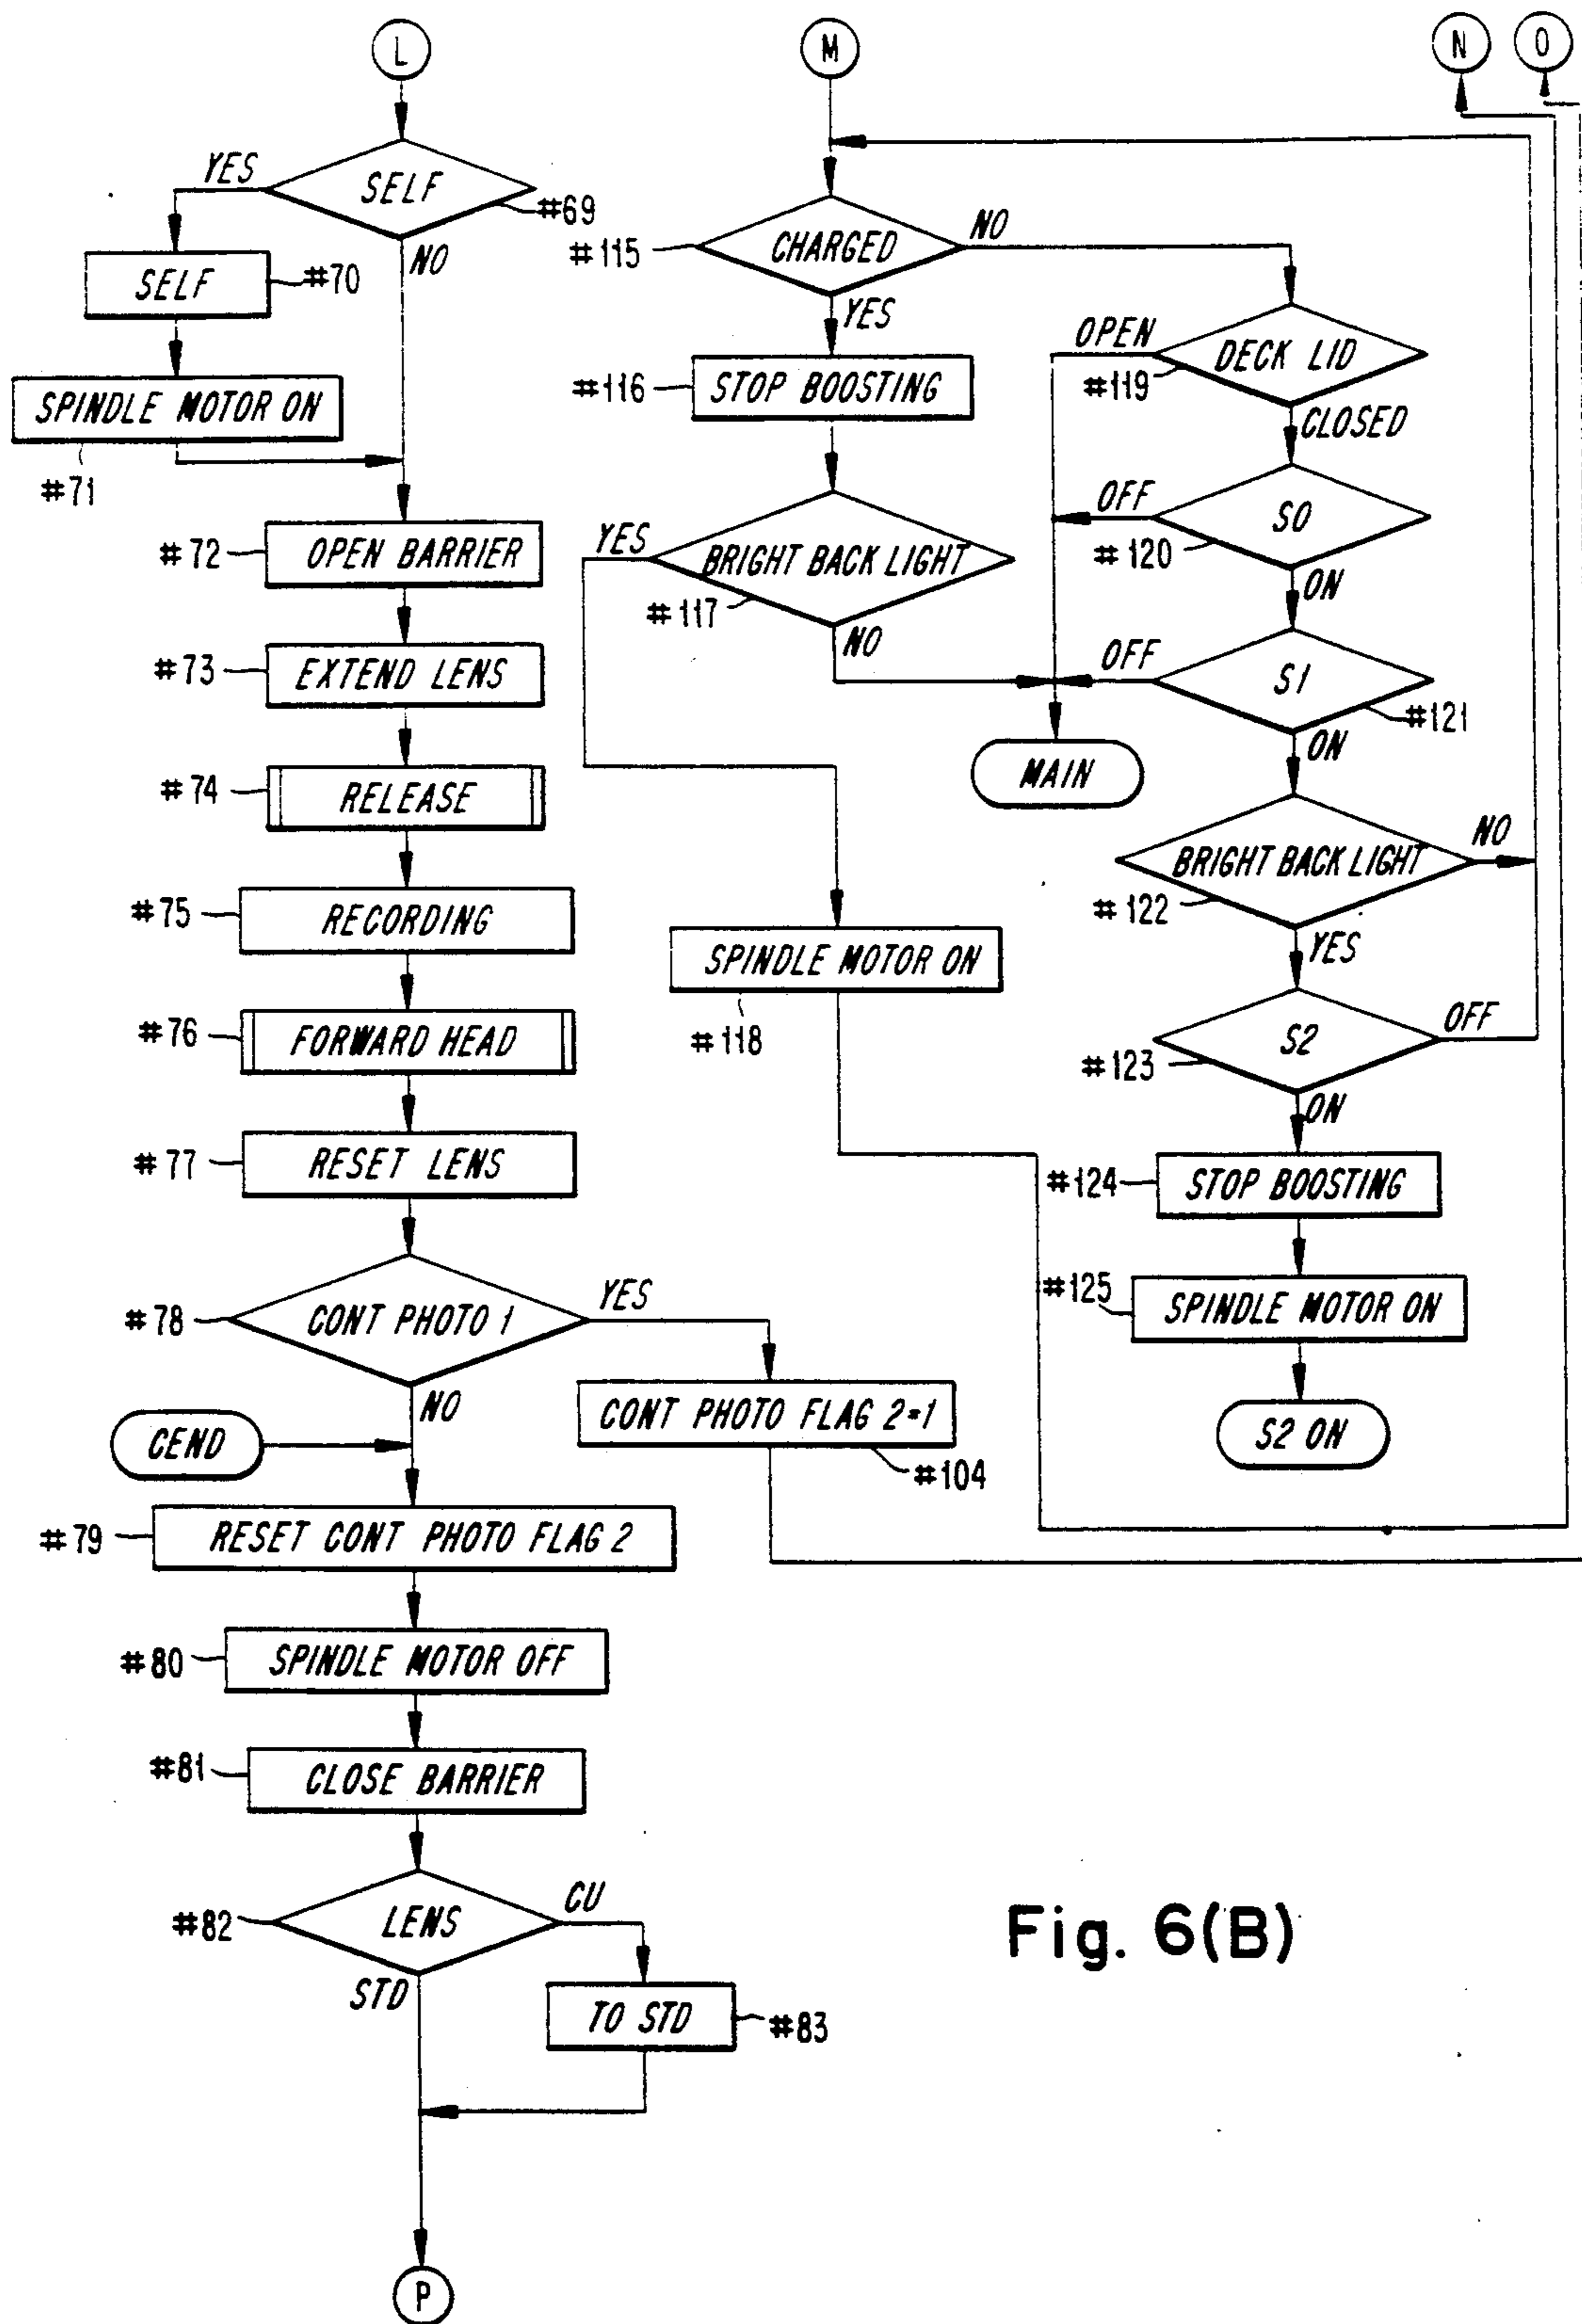 L
SELF
YES
#69
NO
SELF
#70
SPINDLE MOTOR ON
#71
OPEN BARRIER
#72
EXTEND LENS
#73
RELEASE
#74
RECORDING
#75
FORWARD HEAD
#76
RESET LENS
#77
CONT PHOTO 1
#78
YES
NO
CONT PHOTO FLAG 2=1
#104
CEND
RESET CONT PHOTO FLAG 2
#79
SPINDLE MOTOR OFF
#80
CLOSE BARRIER
#81
LENS
#82
CU
STD
TO STD
#83
P
M
CHARGED
#115
NO
YES
STOP BOOSTING
#116
BRIGHT BACK LIGHT
#117
YES
NO
SPINDLE MOTOR ON
#118
DECK LID
#119
OPEN
CLOSED
S0
#120
OFF
ON
S1
#121
OFF
ON
MAIN
BRIGHT BACK LIGHT
#122
NO
YES
S2
#123
OFF
ON
STOP BOOSTING
#124
SPINDLE MOTOR ON
#125
S2 ON
N
O
Fig. 6(B)